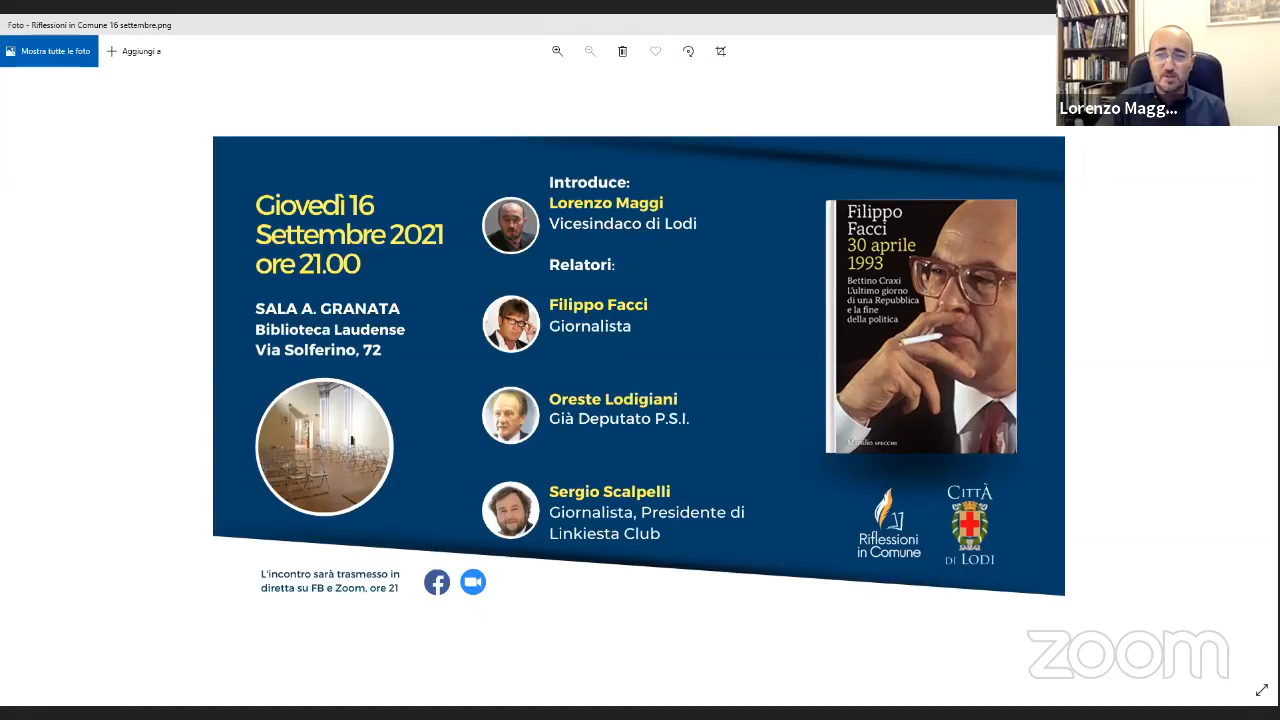 Foto - Riflessioni in Comune 16 settembre.png
Mostra tutte le foto
Aggiungi a
Lorenzo Magg...
Giovedì 16
Settembre 2021
ore 21.00
SALA A. GRANATA
Biblioteca Laudense
Via Solferino, 72
Introduce:
Lorenzo Maggi
Vicesindaco di Lodi
Relatori:
Filippo Facci
Giornalista
Oreste Lodigiani
Già Deputato P.S.I.
Sergio Scalpelli
Giornalista, Presidente di
Linkiesta Club
Filippo
Facci
30 aprile
1993
Bettino Craxi
L'ultimo giorno
di una Repubblica
e la fine
della politica
Marsilio SPECCHI
Riflessioni
in Comune
CITTÀ
DI LODI
L'incontro sarà trasmesso in
diretta su FB e Zoom, ore 21
zoom